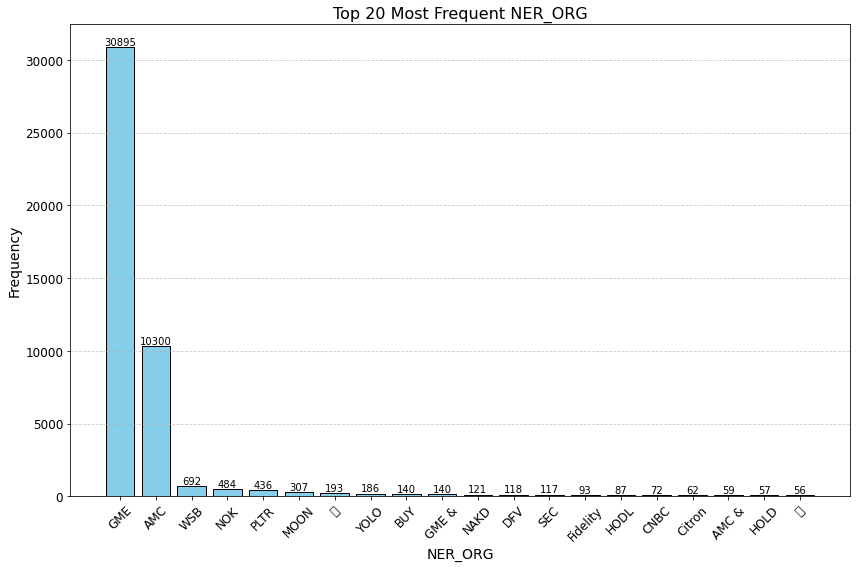 Top 20 Most Frequent NER_ORG
Frequency
30000
25000
20000
15000
10000
5000
0
30895
10300
692
484
436
307
193
186
140
140
121
118
117
93
87
72
62
59
57
56
GME
AMC
WSB
NOK
PLTR
MOON
YOLO
BUY
GME &
NAKD
DFV
SEC
Fidelity
HODL
CNBC
Citron
AMC &
HOLD
NER_ORG